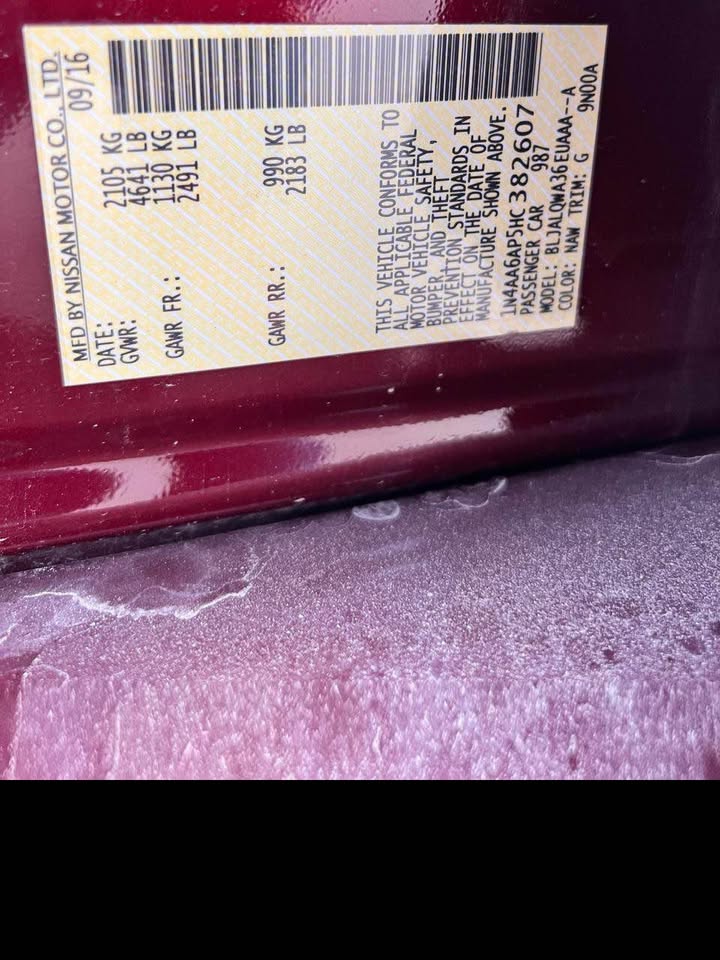 MFD BY NISSAN MOTOR CO., LTD.
DATE: 09/16
GVWR: 2105 KG
4641 LB
GAWR FR.: 1130 KG
2491 LB
GAWR RR.: 990 KG
2183 LB
THIS VEHICLE CONFORMS TO
ALL APPLICABLE FEDERAL
MOTOR VEHICLE SAFETY,
BUMPER, AND THEFT
PREVENTION STANDARDS IN
EFFECT ON THE DATE OF
MANUFACTURE SHOWN ABOVE.
1N4AA6AP5HC382607
PASSENGER CAR 987
MODEL: BLJALQWA36EUAAA--A
COLOR: NAW TRIM: G 9N00A